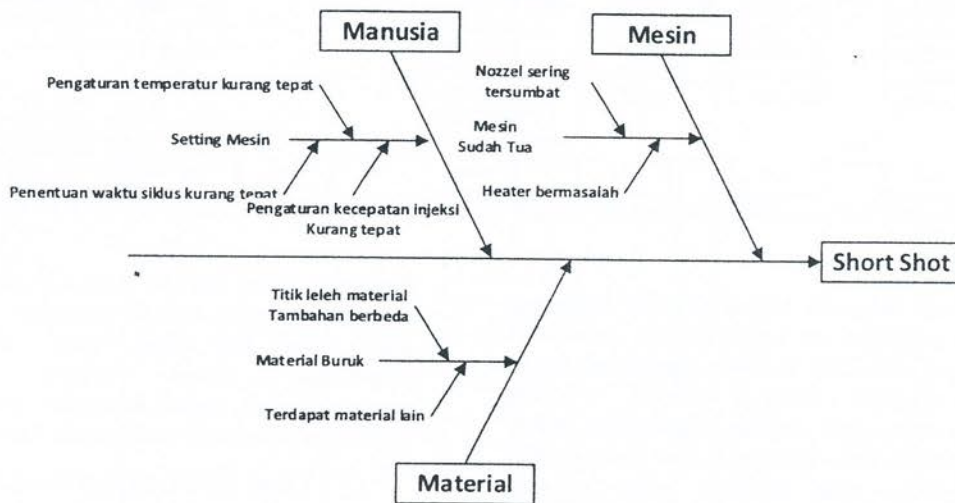 Manusia
Mesin
Pengaturan temperatur kurang tepat
Setting Mesin
Penentuan waktu siklus kurang tepat
Pengaturan kecepatan injeksi
Kurang tepat
Nozzel sering
tersumbat
Mesin
Sudah Tua
Heater bermasalah
Short Shot
Titik leleh material
Tambahan berbeda
Material Buruk
Terdapat material lain
Material